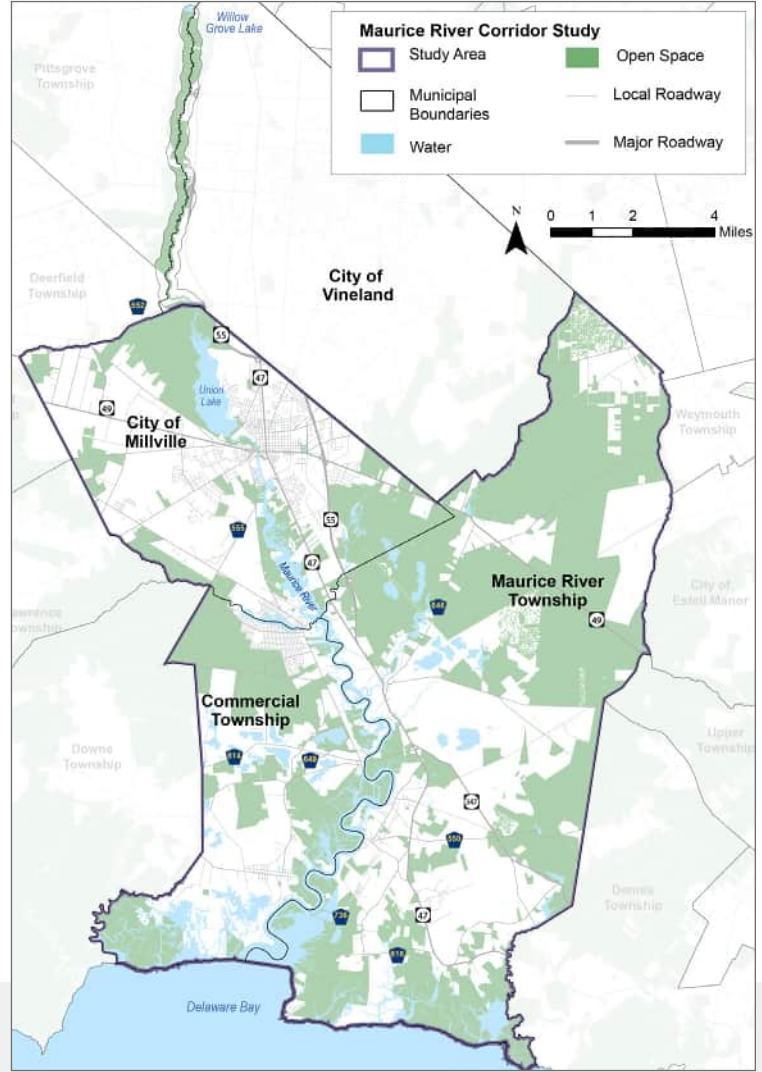 Willow
Grove Lake
Maurice River Corridor Study
Study Area
Open Space
Municipal
Boundaries
Local Roadway
Water
Major Roadway
Pittsgrove
Township
N
0 1 2 4
Miles
Deerfield
Township
City of
Vineland
552
55
47
Union
Lake
49
City of
Millville
Weymouth
Township
555
55
47
Maurice River
Maurice River
Township
City of
Estell Manor
648
49
awrence
ownship
Commercial
Township
Downe
Township
Upper
Township
614
649
347
550
Dennis
Township
736
47
616
Delaware Bay